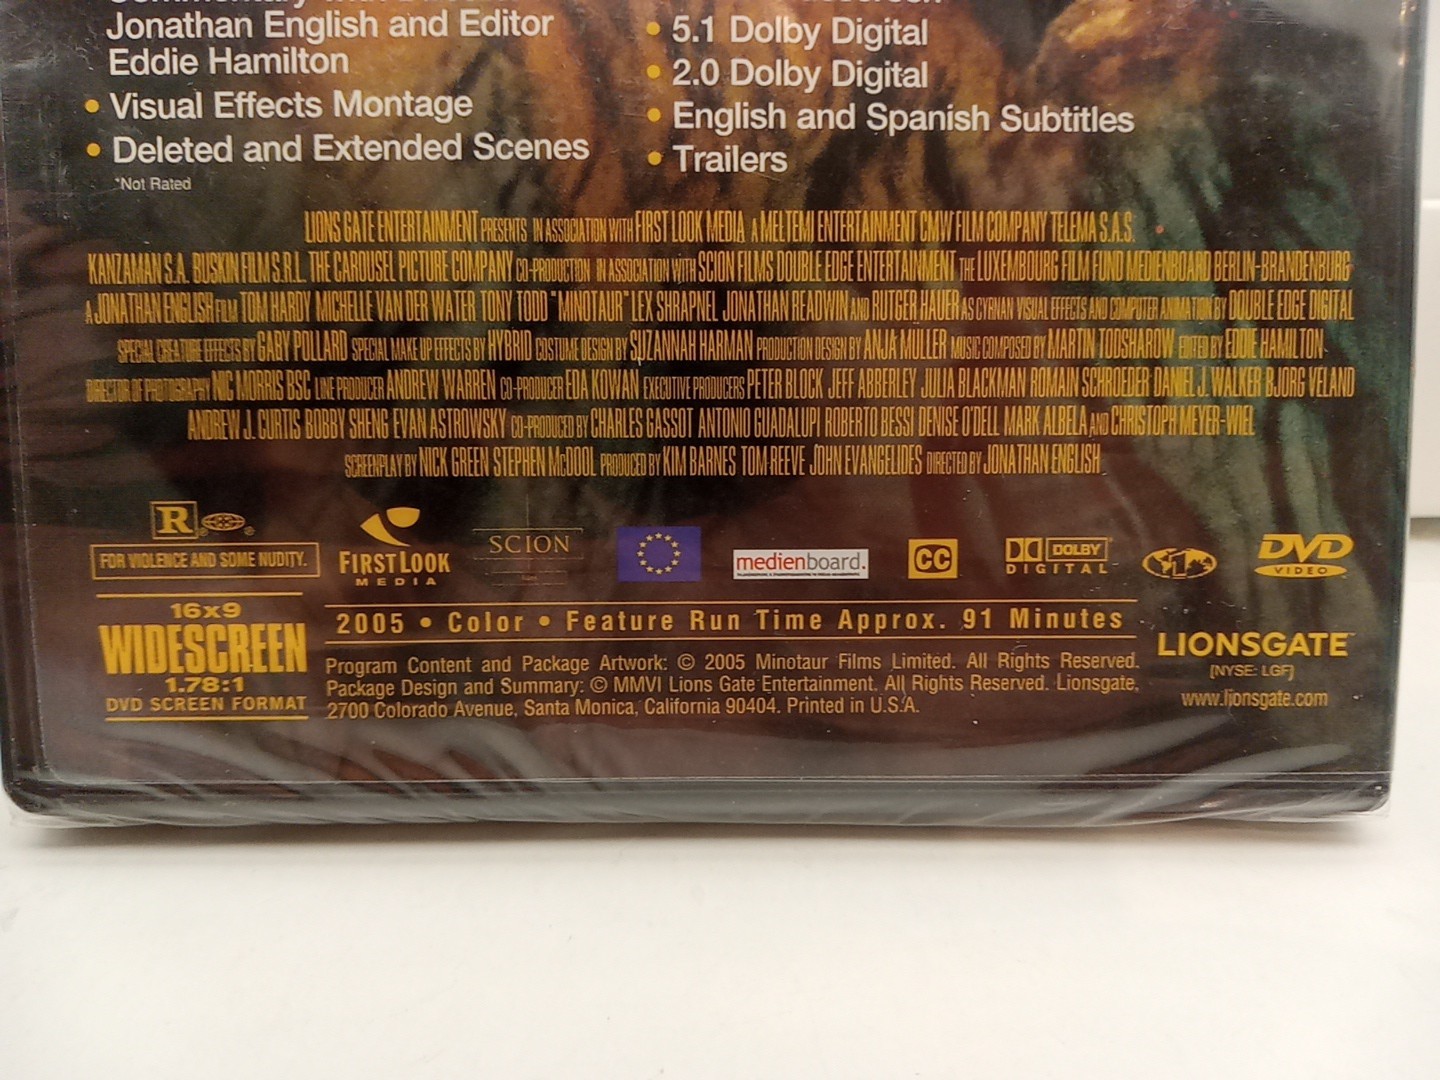 Commentary with Director
Jonathan English and Editor
Eddie Hamilton
• Visual Effects Montage
• Deleted and Extended Scenes
*Not Rated
• 5.1 Dolby Digital
• 2.0 Dolby Digital
• English and Spanish Subtitles
• Trailers
LIONS GATE ENTERTAINMENT PRESENTS IN ASSOCIATION WITH FIRST LOOK MEDIA A MELTEMI ENTERTAINMENT CMW FILM COMPANY TELEMA S.A.S.
KANZAMAN S.A. BUSKIN FILM S.R.L. THE CAROUSEL PICTURE COMPANY CO-PRODUCTION IN ASSOCIATION WITH SCION FILMS DOUBLE EDGE ENTERTAINMENT THE LUXEMBOURG FILM FUND MEDIENBOARD BERLIN-BRANDENBURG
A JONATHAN ENGLISH FILM TOM HARDY MICHELLE VAN DER WATER TONY TODD "MINOTAUR" LEX SHRAPNEL JONATHAN READWIN AND RUTGER HAUER AS CYRNAN VISUAL EFFECTS AND COMPUTER ANIMATION BY DOUBLE EDGE DIGITAL
SPECIAL CREATURE EFFECTS BY GABY POLLARD SPECIAL MAKE UP EFFECTS BY HYBRID COSTUME DESIGN BY SUZANNAH HARMAN PRODUCTION DESIGN BY ANJA MÜLLER MUSIC COMPOSED BY MARTIN TODSHAROW EDITED BY EDDIE HAMILTON
DIRECTOR OF PHOTOGRAPHY NIC MORRIS BSC LINE PRODUCER ANDREW WARREN CO-PRODUCER EDA KOWAN EXECUTIVE PRODUCERS PETER BLOCK JEFF ABBERLEY JULIA BLACKMAN ROMAIN SCHROEDER DANIEL J. WALKER BJORG VELAND
ANDREW J. CURTIS BOBBY SHENG EVAN ASTROWSKY CO-PRODUCED BY CHARLES GASSOT ANTONIO GUADALUPI ROBERTO BESSI DENISE O'DELL MARK ALBELA AND CHRISTOPH MEYER-WIEL
SCREENPLAY BY NICK GREEN STEPHEN McDOOL PRODUCED BY KIM BARNES TOM REEVE JOHN EVANGELIDES DIRECTED BY JONATHAN ENGLISH
R
FOR VIOLENCE AND SOME NUDITY.
FIRST LOOK
MEDIA
SCION
medienboard.
CC
DOLBY
DIGITAL
1
DVD
VIDEO
16x9
WIDESCREEN
1.78:1
DVD SCREEN FORMAT
2005 • Color • Feature Run Time Approx. 91 Minutes
Program Content and Package Artwork: © 2005 Minotaur Films Limited. All Rights Reserved.
Package Design and Summary: © MMVI Lions Gate Entertainment. All Rights Reserved. Lionsgate,
2700 Colorado Avenue, Santa Monica, California 90404. Printed in U.S.A.
LIONSGATE
[NYSE: LGF]
www.lionsgate.com